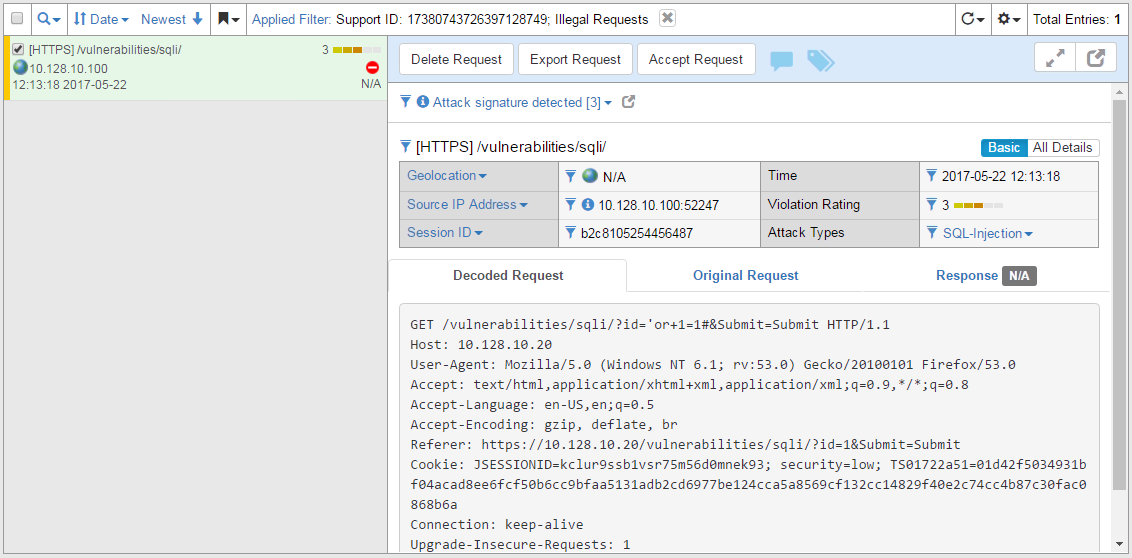 Date Newest Applied Filter: Support ID: 17380743726397128749; Illegal Requests Total Entries: 1
[HTTPS] /vulnerabilities/sqli/ 3
10.128.10.100
12:13:18 2017-05-22 N/A
Delete Request Export Request Accept Request
Attack signature detected [3]
[HTTPS] /vulnerabilities/sqli/ Basic All Details
Geolocation N/A Time 2017-05-22 12:13:18
Source IP Address 10.128.10.100:52247 Violation Rating 3
Session ID b2c8105254456487 Attack Types SQL-Injection
Decoded Request Original Request Response N/A
GET /vulnerabilities/sqli/?id='or+1=1#&Submit=Submit HTTP/1.1
Host: 10.128.10.20
User-Agent: Mozilla/5.0 (Windows NT 6.1; rv:53.0) Gecko/20100101 Firefox/53.0
Accept: text/html,application/xhtml+xml,application/xml;q=0.9,*/*;q=0.8
Accept-Language: en-US,en;q=0.5
Accept-Encoding: gzip, deflate, br
Referer: https://10.128.10.20/vulnerabilities/sqli/?id=1&Submit=Submit
Cookie: JSESSIONID=kclur9ssb1vsr75m56d0mnek93; security=low; TS01722a51=01d42f5034931b
f04acad8ee6fcf50b6cc9bfaa5131adb2cd6977be124cca5a8569cf132cc14829f40e2c74cc4b87c30fac0
868b6a
Connection: keep-alive
Upgrade-Insecure-Requests: 1